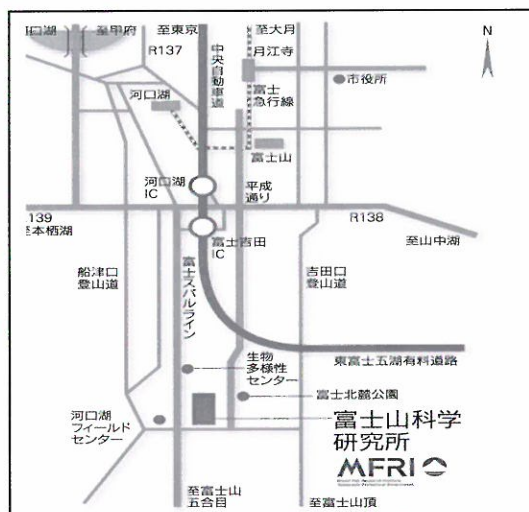 河口湖
至甲府
至東京
至大月
R137
中央自動車道
月江寺
N
市役所
河口湖
富士
急行線
富士山
河口湖
IC
平成
通り
139
至本栖湖
R138
至山中湖
富士吉田
IC
船津口
登山道
富士スバルライン
吉田口
登山道
東富士五湖有料道路
生物
多様性
センター
富士北麓公園
河口湖
フィールド
センター
富士山科学
研究所
MFRI
至富士山
五合目
至富士山頂